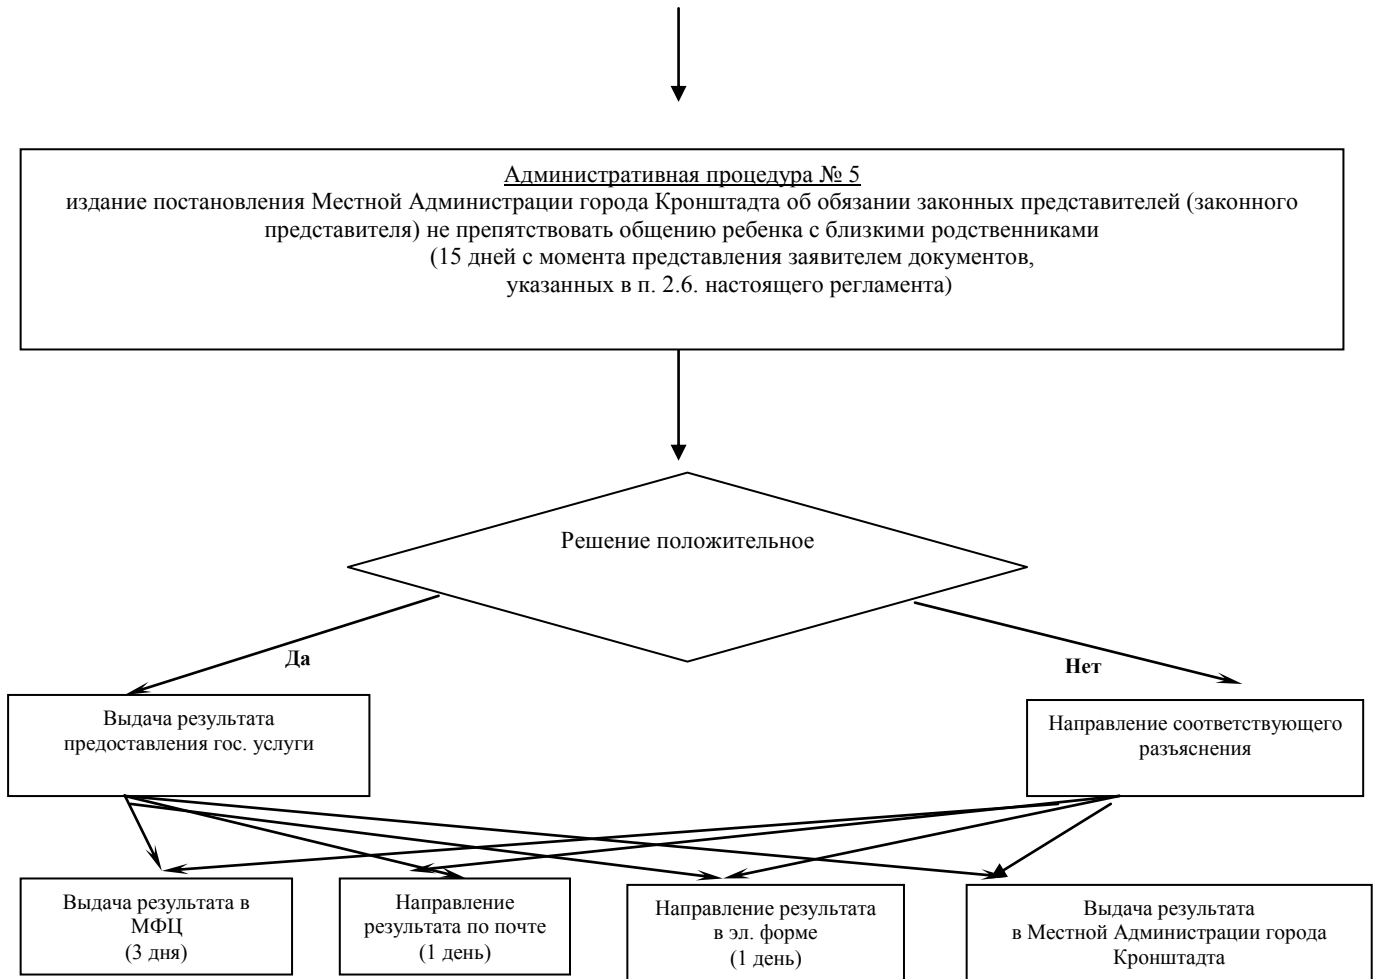 Административная процедура № 5
издание постановления Местной Администрации города Кронштадта об обязании законных представителей (законного
представителя) не препятствовать общению ребенка с близкими родственниками
(15 дней с момента представления заявителем документов,
указанных в п. 2.6. настоящего регламента)
Решение положительное
Да
Нет
Выдача результата
предоставления гос. услуги
Направление соответствующего
разъяснения
Выдача результата в
МФЦ
(3 дня)
Направление
результата по почте
(1 день)
Направление результата
в эл. форме
(1 день)
Выдача результата
в Местной Администрации города
Кронштадта